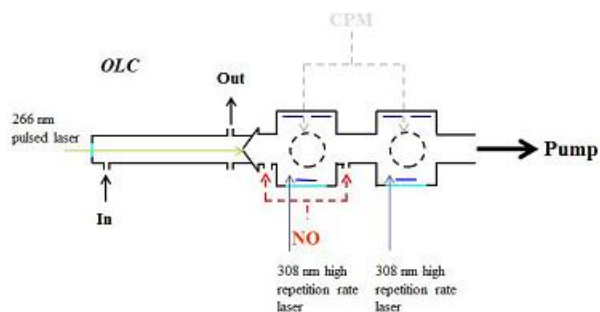 CPM
OLC
Out
266 nm
pulsed laser
Pump
In
NO
308 nm high
repetition rate
laser
308 nm high
repetition rate
laser